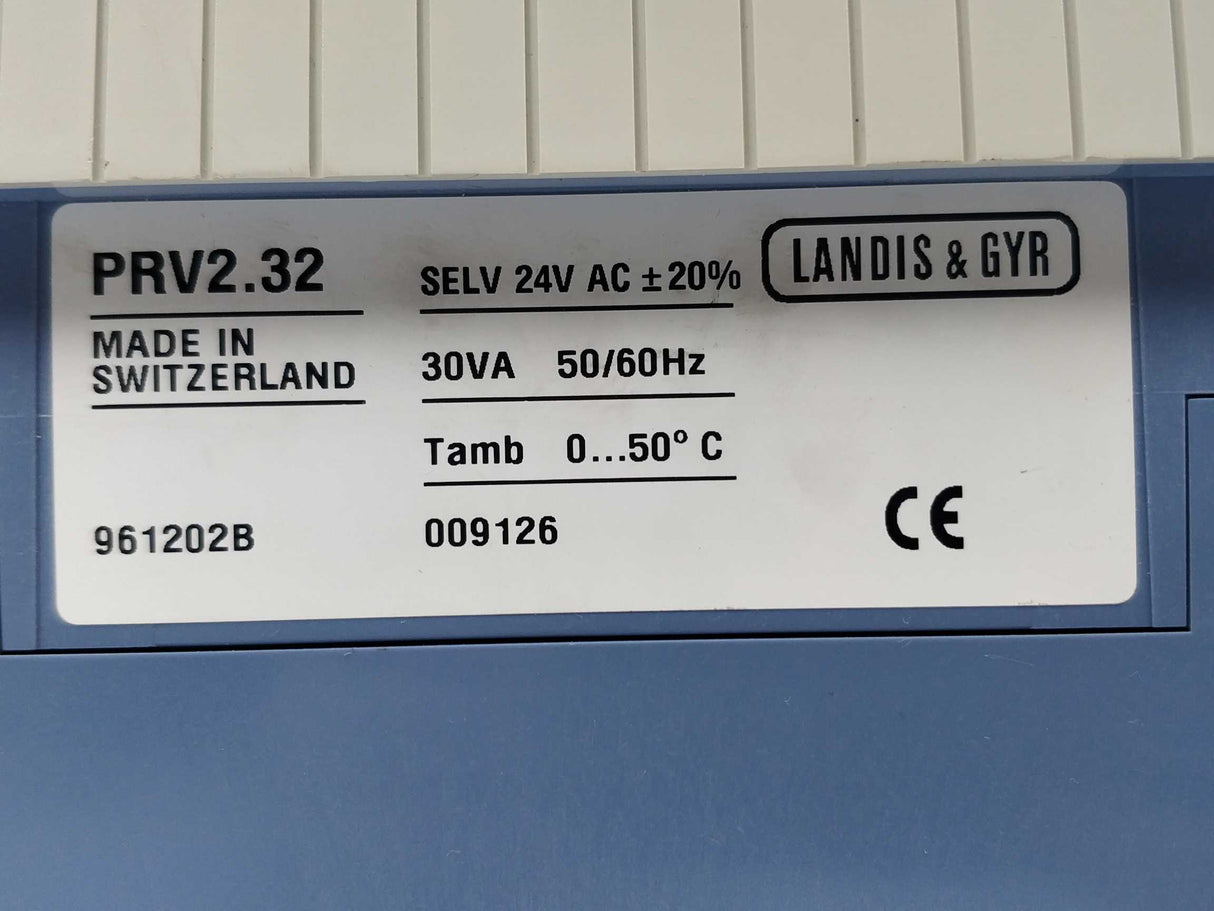 PRV2.32
MADE IN
SWITZERLAND
961202B
SELV 24V AC ±20%
30VA 50/60Hz
Tamb 0...50° C
009126
LANDIS & GYR
CE